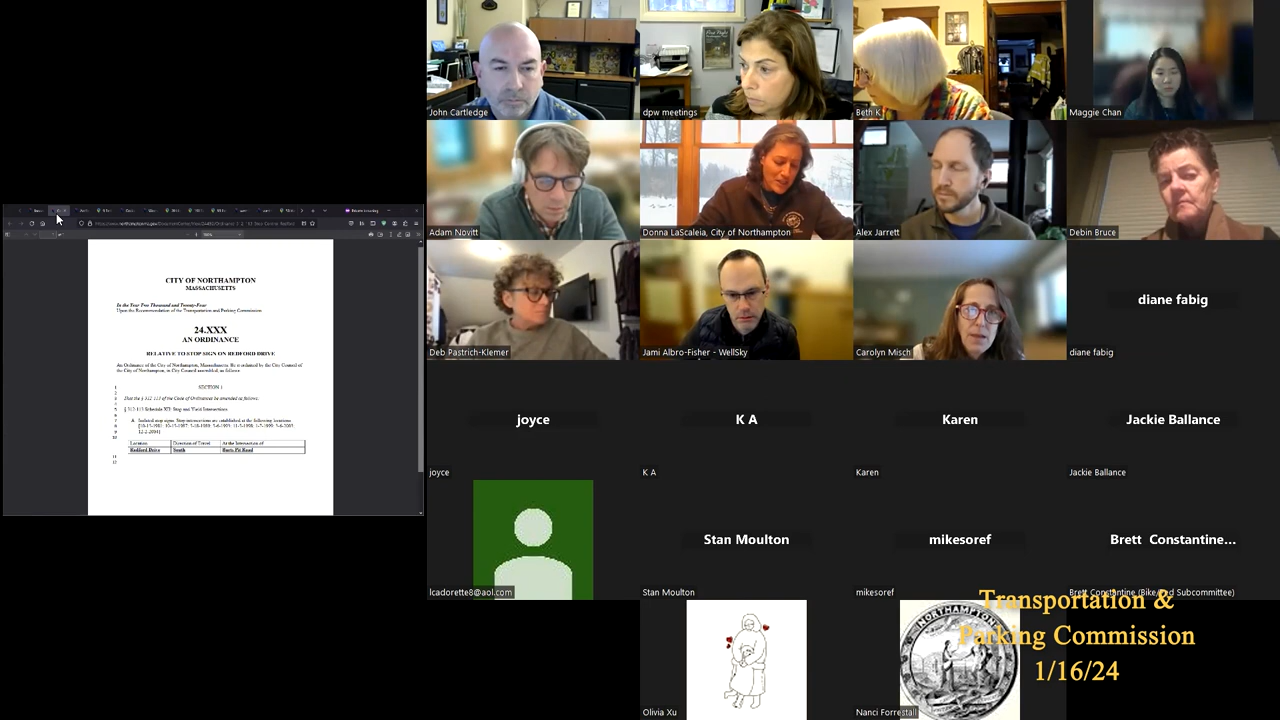 CITY OF NORTHAMPTON
MASSACHUSETTS
In the Year Two Thousand and Twenty-Four
Upon the Recommendation of the Transportation and Parking Commission
24.XXX
AN ORDINANCE
RELATIVE TO STOP SIGN ON REDFORD DRIVE
An Ordinance of the City of Northampton, Massachusetts. Be it ordained by the City Council of
the City of Northampton, in City Council assembled, as follows:
SECTION 1
That the § 312-113 of the Code of Ordinances be amended as follows:
§ 312-113 Schedule XII: Stop and Yield Intersections
A. Isolated stop signs. Stop intersections are established at the following locations:
Location Direction of Travel At the Intersection of
Redford Drive South Burts Pit Road
John Cartledge
dpw meetings
Beth K
Maggie Chan
Adam Novitt
Donna LaScaleia, City of Northampton
Alex Jarrett
Debin Bruce
Deb Pastrich-Klemer
Jami Albro-Fisher - WellSky
Carolyn Misch
diane fabig
diane fabig
joyce
joyce
K A
K A
Karen
Karen
Jackie Ballance
Jackie Ballance
lcadorette8@aol.com
Stan Moulton
Stan Moulton
mikesoref
mikesoref
Brett Constantine...
Brett Constantine (Bike/Ped Subcommittee)
Olivia Xu
NORTHAMPTON
Nanci Forrestall
Transportation &
Parking Commission
1/16/24